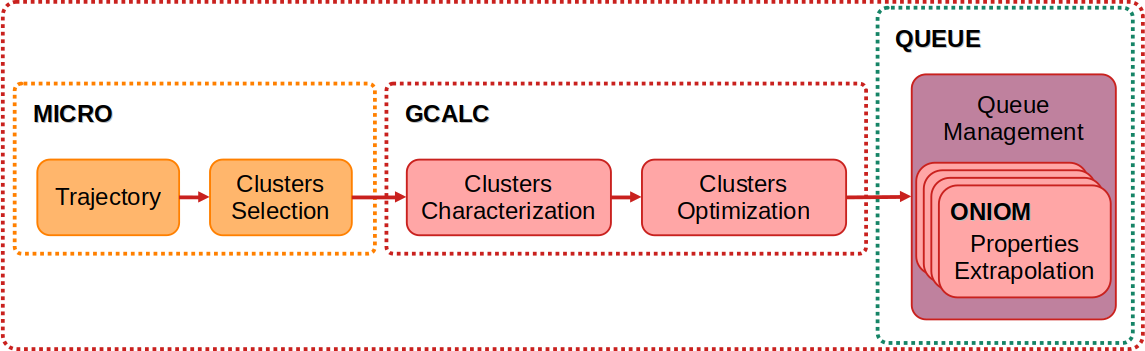 QUEUE
MICRO
GCALC
Queue
Management
Trajectory
Clusters
Selection
Clusters
Characterization
Clusters
Optimization
ONIOM
Properties
Extrapolation